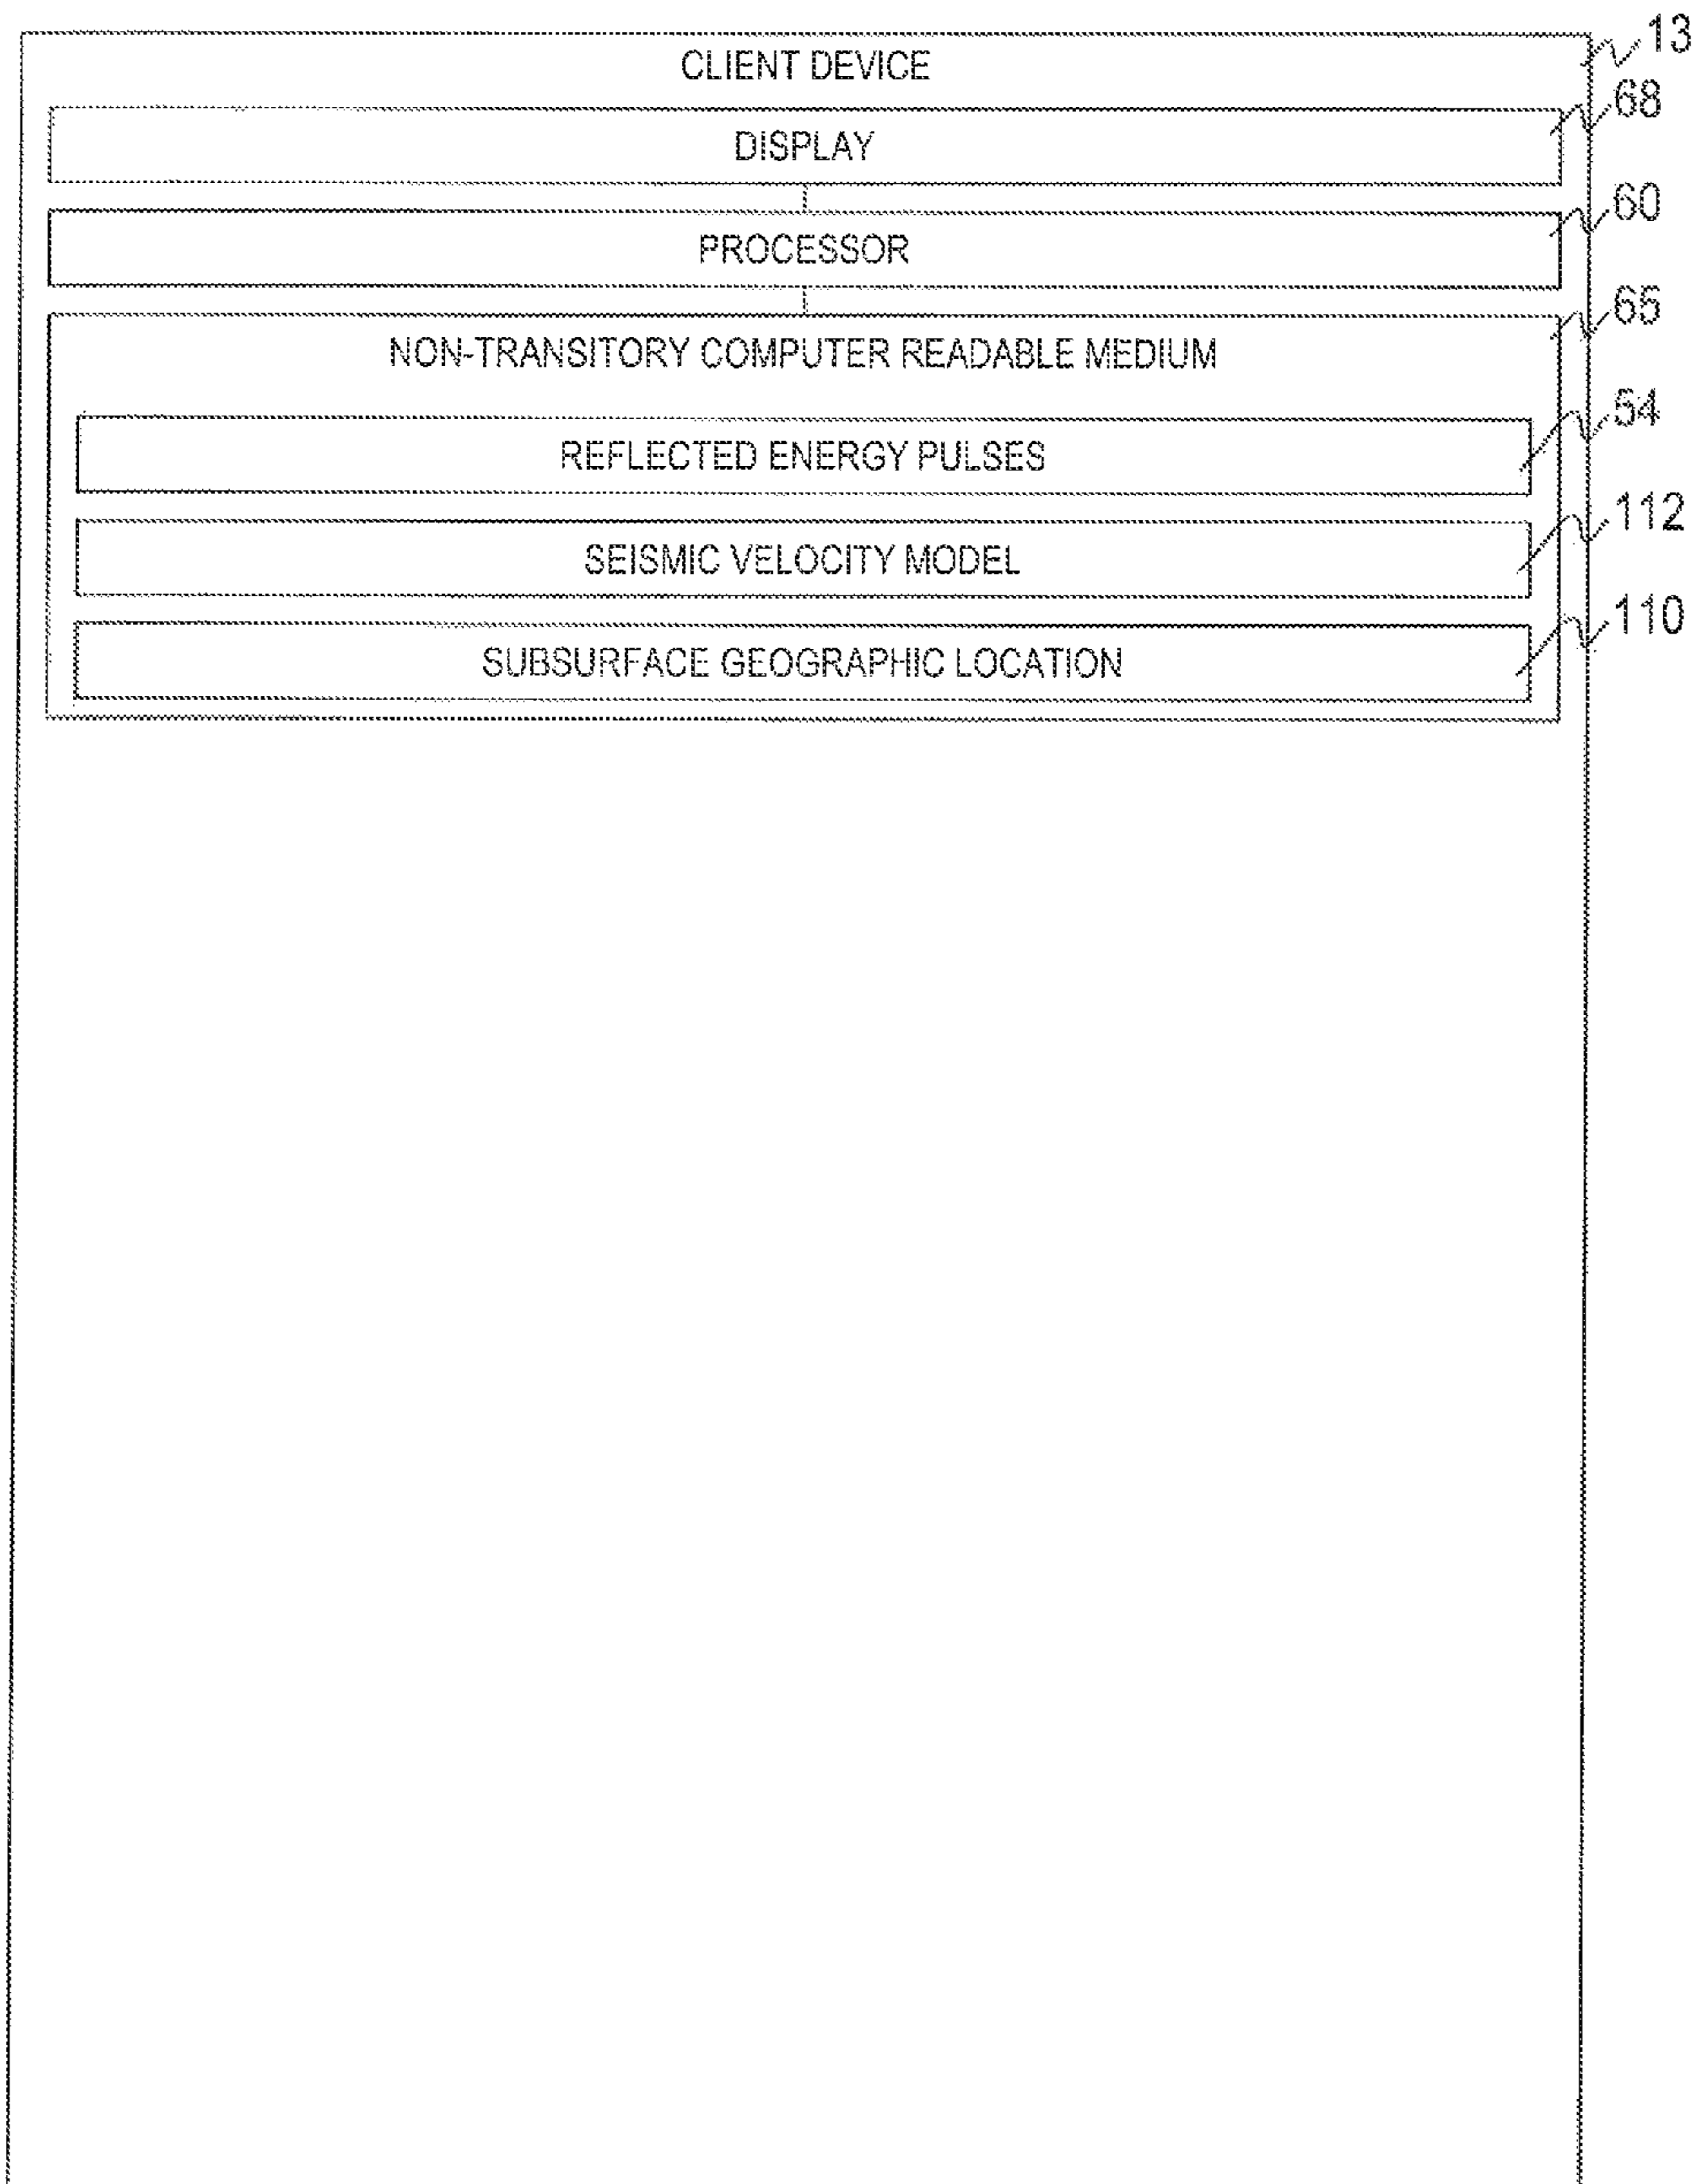 CLIENT DEVICE
13
DISPLAY
68
PROCESSOR
60
NON-TRANSITORY COMPUTER READABLE MEDIUM
65
REFLECTED ENERGY PULSES
54
SEISMIC VELOCITY MODEL
112
SUBSURFACE GEOGRAPHIC LOCATION
110